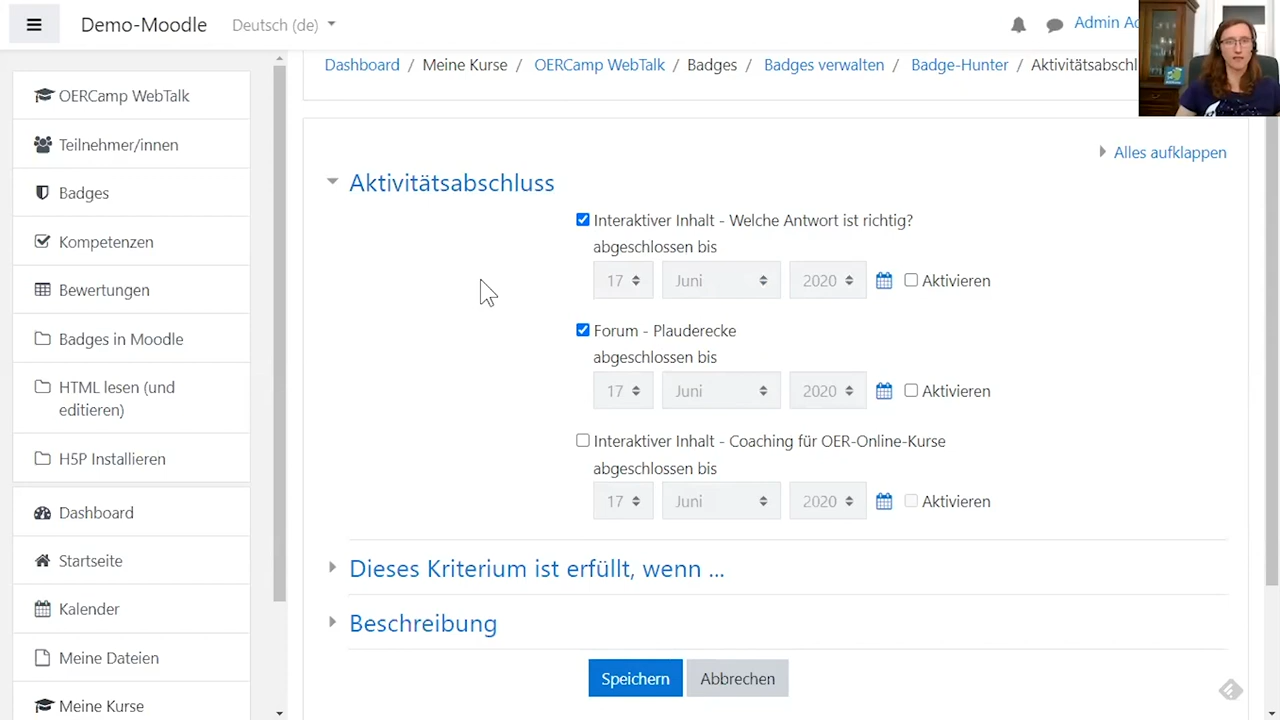 Demo-Moodle Deutsch (de) Admin
Dashboard / Meine Kurse / OERCamp WebTalk / Badges / Badges verwalten / Badge-Hunter / Aktivitätsabschl
OERCamp WebTalk
Teilnehmer/innen
Badges
Kompetenzen
Bewertungen
Badges in Moodle
HTML lesen (und
editieren)
H5P Installieren
Dashboard
Startseite
Kalender
Meine Dateien
Meine Kurse
Alles aufklappen
Aktivitätsabschluss
Interaktiver Inhalt - Welche Antwort ist richtig?
abgeschlossen bis
17 Juni 2020 Aktivieren
Forum - Plauderecke
abgeschlossen bis
17 Juni 2020 Aktivieren
Interaktiver Inhalt - Coaching für OER-Online-Kurse
abgeschlossen bis
17 Juni 2020 Aktivieren
Dieses Kriterium ist erfüllt, wenn ...
Beschreibung
Speichern Abbrechen